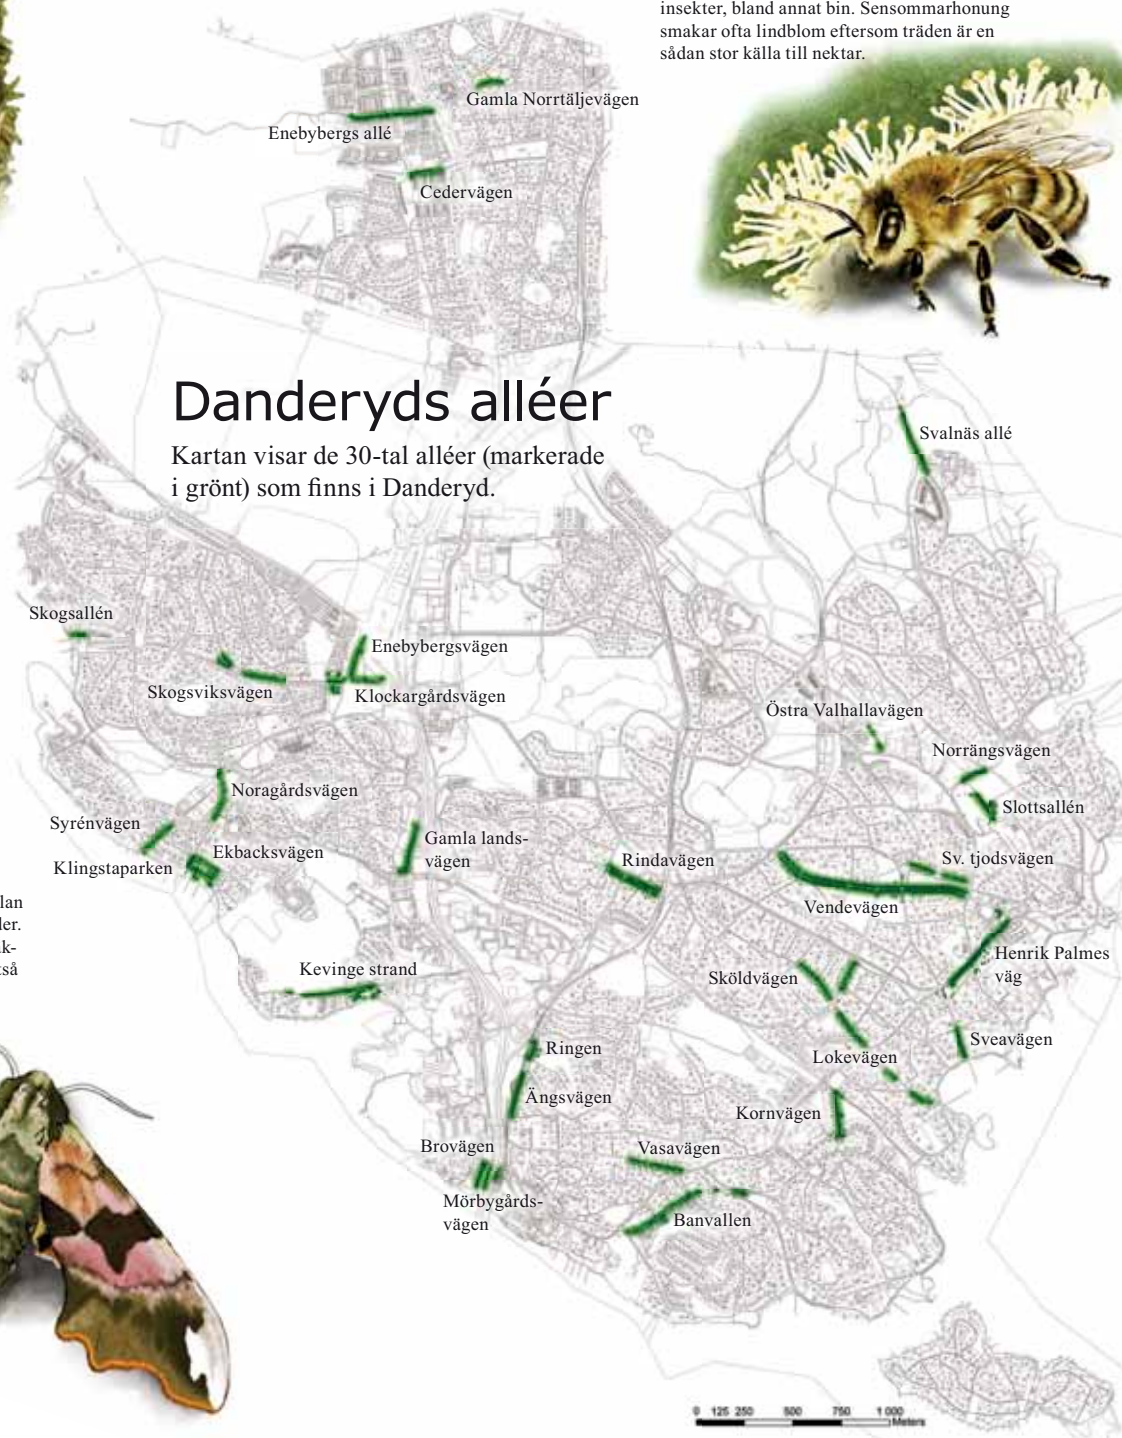 insekter, bland annat bin. Sensommarhonung
smakar ofta lindblom eftersom träden är en
sådan stor källa till nektar.
Gamla Norrtäljevägen
Enebybergs allé
Cedervägen
Danderyds alléer
Kartan visar de 30-tal alléer (markerade
i grönt) som finns i Danderyd.
Svalnäs allé
Skogsallén
Enebybergsvägen
Skogsviksvägen
Klockargårdsvägen
Östra Valhallavägen
Norrängsvägen
Noragårdsvägen
Slottsallén
Syrénvägen
Gamla lands-
vägen
Ekbacksvägen
Klingstaparken
Rindavägen
Sv. tjodsvägen
Vendevägen
lan
ler.
k-
tså
Henrik Palmes
väg
Kevinge strand
Sköldvägen
Ringen
Sveavägen
Lokevägen
Ängsvägen
Kornvägen
Brovägen
Vasavägen
Mörbygårds-
vägen
Banvallen
0 125 250 500 750 1 000
Meters